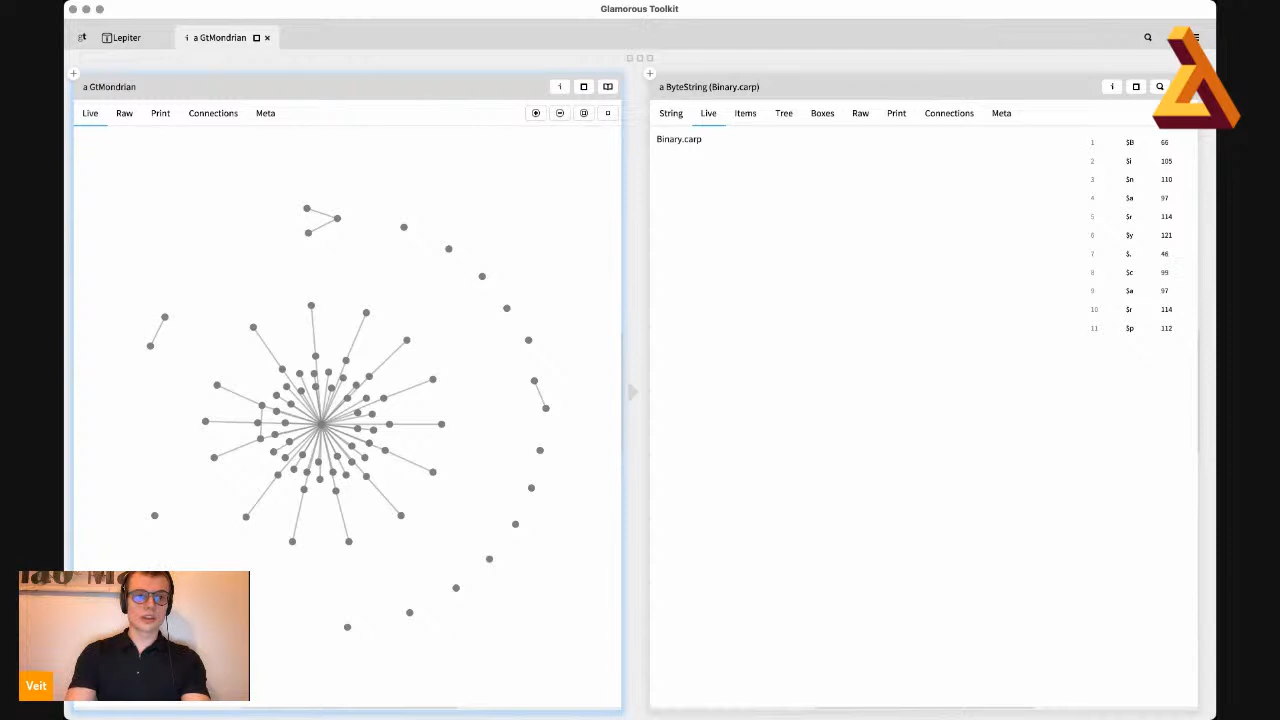 Glamorous Toolkit
Lepiter
a GtMondrian
a GtMondrian
Live Raw Print Connections Meta
a ByteString (Binary.carp)
String Live Items Tree Boxes Raw Print Connections Meta
Binary.carp
1 $B 66
2 $i 105
3 $n 110
4 $a 97
5 $r 114
6 $y 121
7 $. 46
8 $c 99
9 $a 97
10 $r 114
11 $p 112
Veit